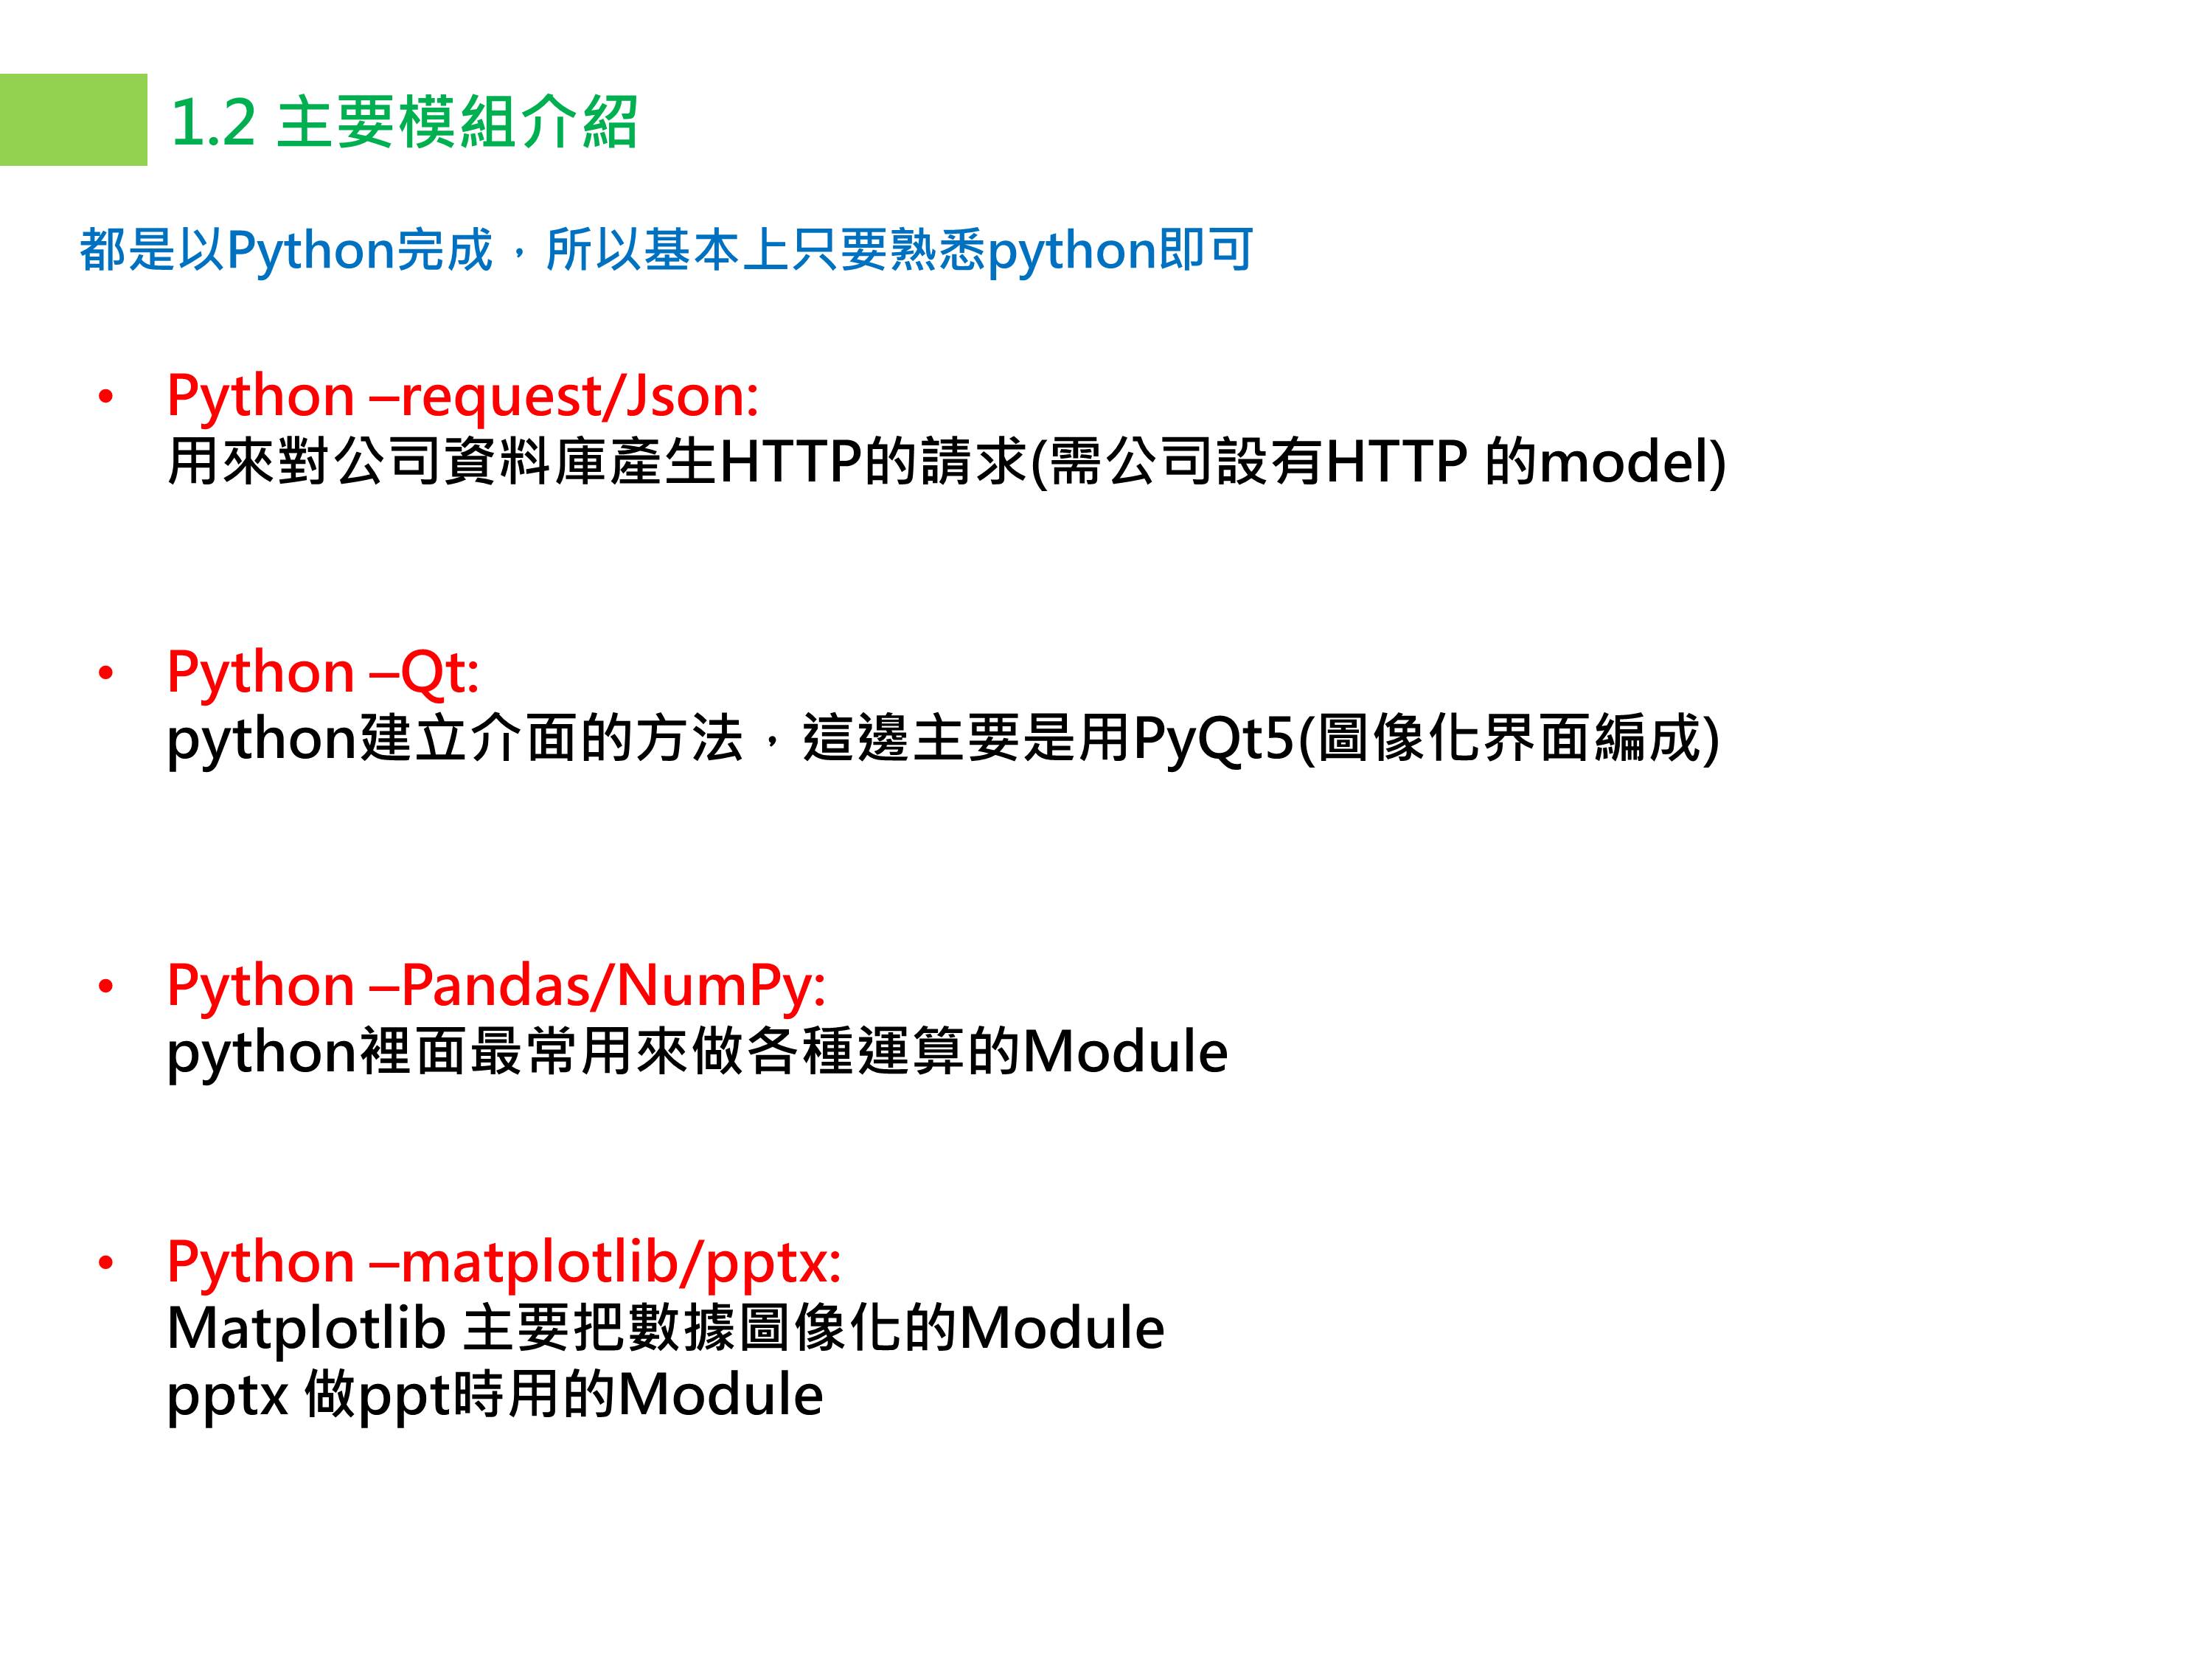 1.2 主要模組介紹
都是以Python完成，所以基本上只要熟悉python即可
• Python –request/Json:
用來對公司資料庫產生HTTP的請求(需公司設有HTTP 的model)
• Python –Qt:
python建立介面的方法，這邊主要是用PyQt5(圖像化界面編成)
• Python –Pandas/NumPy:
python裡面最常用來做各種運算的Module
• Python –matplotlib/pptx:
Matplotlib 主要把數據圖像化的Module
pptx 做ppt時用的Module